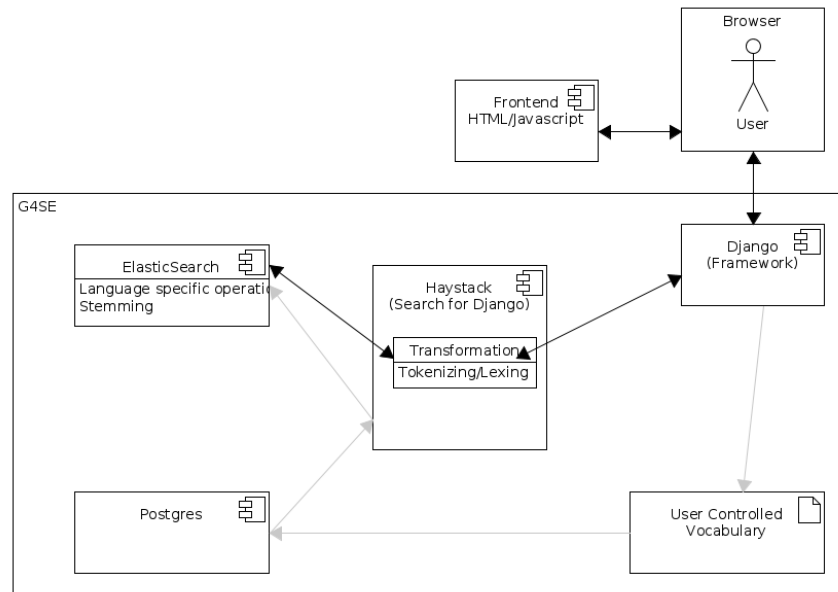 Browser
User
Frontend
HTML/Javascript
G4SE
Django
(Framework)
ElasticSearch
Language specific operatio
Stemming
Haystack
(Search for Django)
Transformation
Tokenizing/Lexing
Postgres
User Controlled
Vocabulary